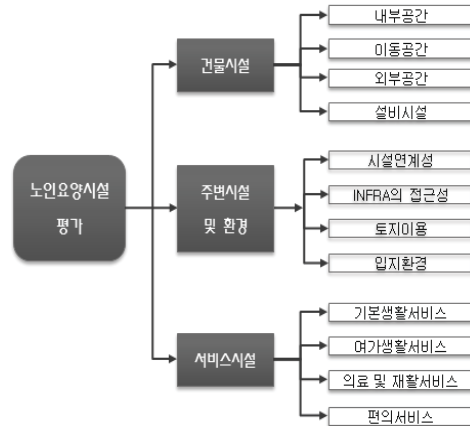 노인요양시설
평가
건물시설
내부공간
이동공간
외부공간
설비시설
주변시설
및 환경
시설연계성
INFRA의 접근성
토지이용
입지환경
서비스시설
기본생활서비스
여가생활서비스
의료 및 재활서비스
편의서비스